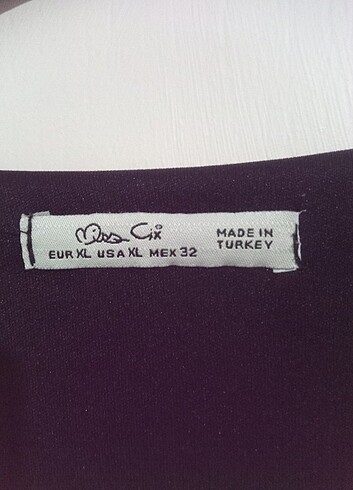 Miss Cix
EUR XL USA XL MEX 32
MADE IN
TURKEY